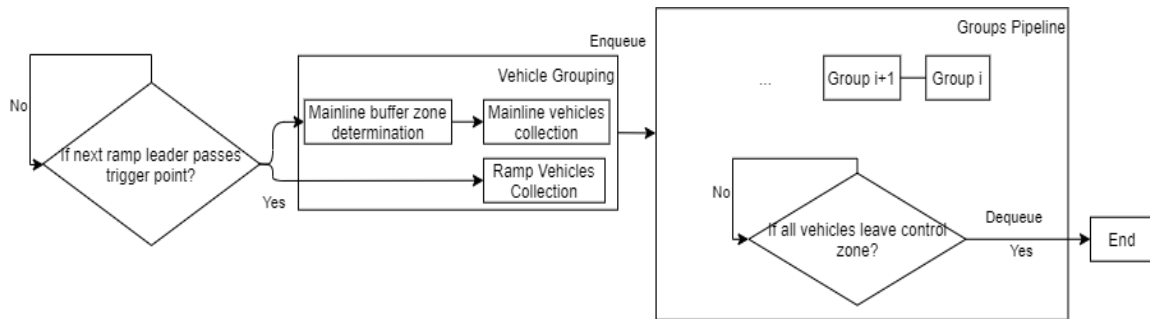 No
If next ramp leader passes
trigger point?
Yes
Enqueue
Vehicle Grouping
Mainline buffer zone
determination
Mainline vehicles
collection
Ramp Vehicles
Collection
Groups Pipeline
...
Group i+1
Group i
No
If all vehicles leave control
zone?
Dequeue
Yes
End